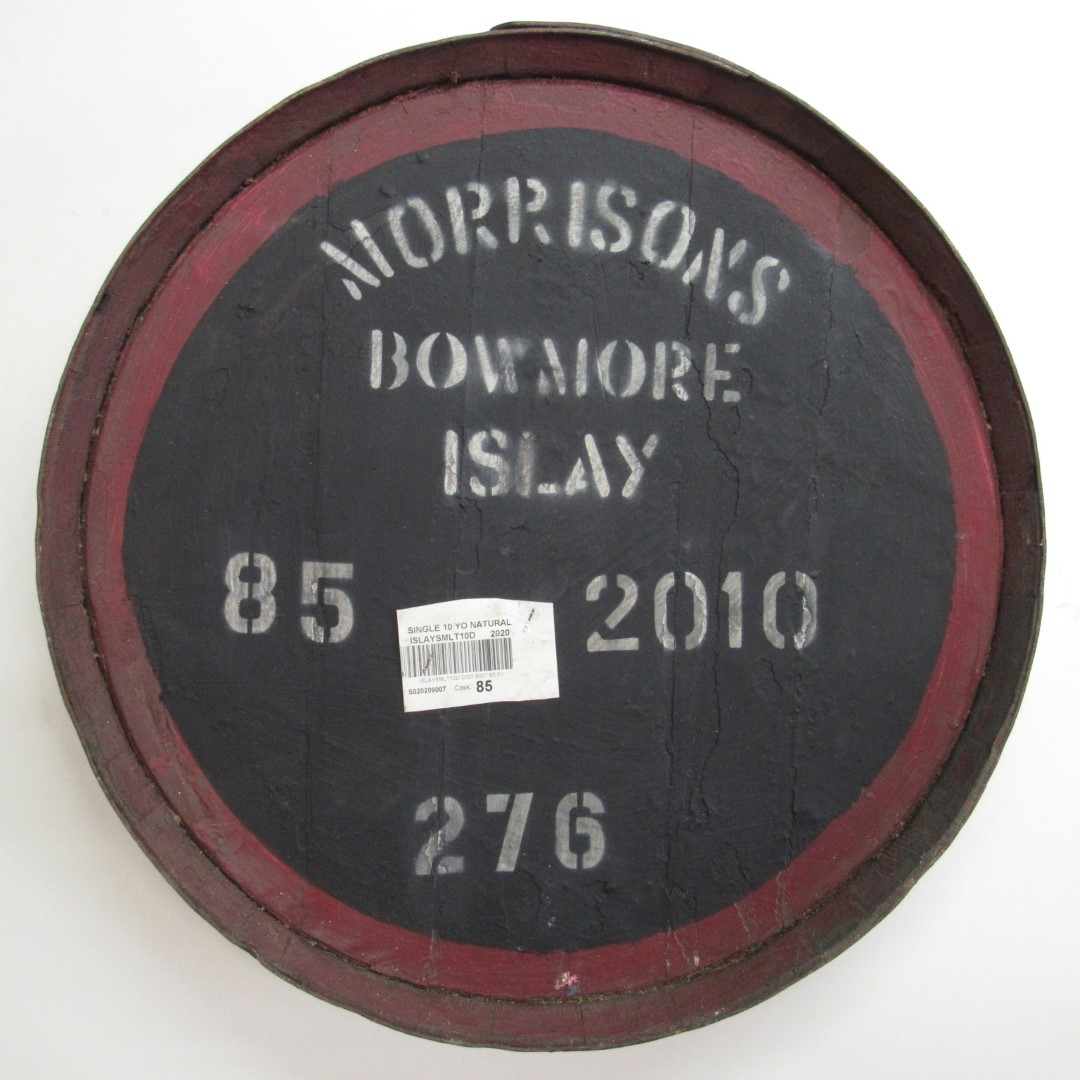 MORRISONS
BOWMORE
ISLAY
85 2010
SINGLE 10 YO NATURAL
ISLAYSMLT10D 2020
S020209007 Cask: 85
276